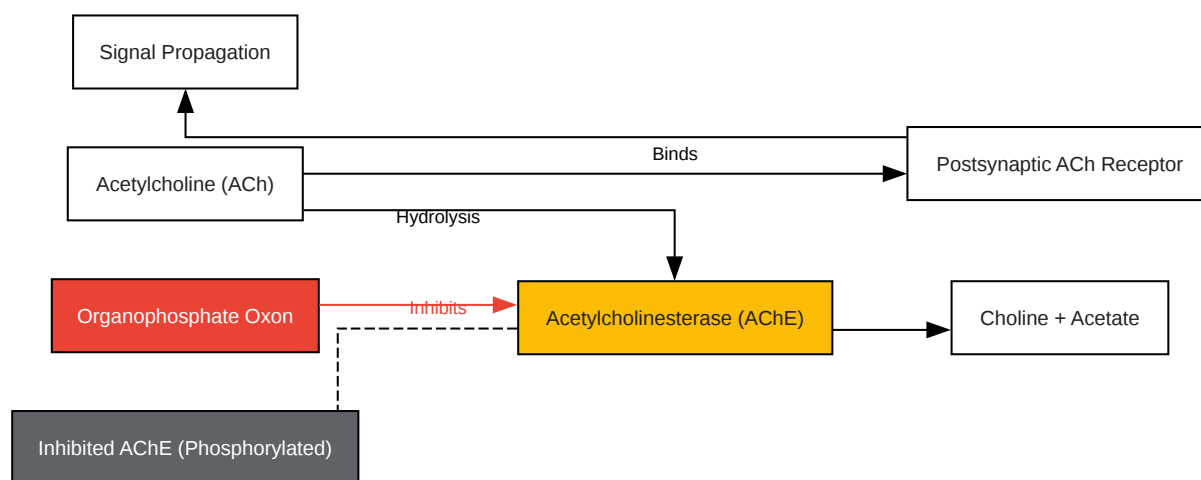 Signal Propagation
Binds
Postsynaptic ACh Receptor
Acetylcholine (ACh)
Hydrolysis
Organophosphate Oxon
Inhibits
Acetylcholinesterase (AChE)
Choline + Acetate
Inhibited AChE (Phosphorylated)